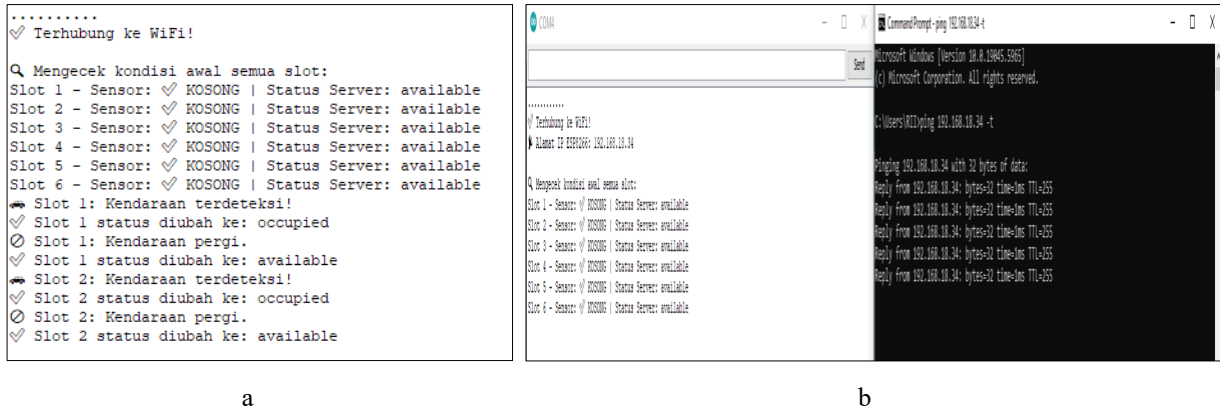 ..........
✅ Terhubung ke WiFi!
🔍 Mengecek kondisi awal semua slot:
Slot 1 - Sensor: ✅ KOSONG | Status Server: available
Slot 2 - Sensor: ✅ KOSONG | Status Server: available
Slot 3 - Sensor: ✅ KOSONG | Status Server: available
Slot 4 - Sensor: ✅ KOSONG | Status Server: available
Slot 5 - Sensor: ✅ KOSONG | Status Server: available
Slot 6 - Sensor: ✅ KOSONG | Status Server: available
🚗 Slot 1: Kendaraan terdeteksi!
✅ Slot 1 status diubah ke: occupied
🚫 Slot 1: Kendaraan pergi.
✅ Slot 1 status diubah ke: available
🚗 Slot 2: Kendaraan terdeteksi!
✅ Slot 2 status diubah ke: occupied
🚫 Slot 2: Kendaraan pergi.
✅ Slot 2 status diubah ke: available
a
COM4
Send
............
✅ Terhubung ke WiFi!
Alamat IP ESP8266: 192.168.18.34
🔍 Mengecek kondisi awal semua slot:
Slot 1 - Sensor: ✅ KOSONG | Status Server: available
Slot 2 - Sensor: ✅ KOSONG | Status Server: available
Slot 3 - Sensor: ✅ KOSONG | Status Server: available
Slot 4 - Sensor: ✅ KOSONG | Status Server: available
Slot 5 - Sensor: ✅ KOSONG | Status Server: available
Slot 6 - Sensor: ✅ KOSONG | Status Server: available
Command Prompt - ping 192.168.18.34 -t
Microsoft Windows [Version 10.0.19045.5965]
(c) Microsoft Corporation. All rights reserved.
C:\Users\RII>ping 192.168.18.34 -t
Pinging 192.168.18.34 with 32 bytes of data:
Reply from 192.168.18.34: bytes=32 time=1ms TTL=255
Reply from 192.168.18.34: bytes=32 time=1ms TTL=255
Reply from 192.168.18.34: bytes=32 time=1ms TTL=255
Reply from 192.168.18.34: bytes=32 time=1ms TTL=255
Reply from 192.168.18.34: bytes=32 time=1ms TTL=255
b